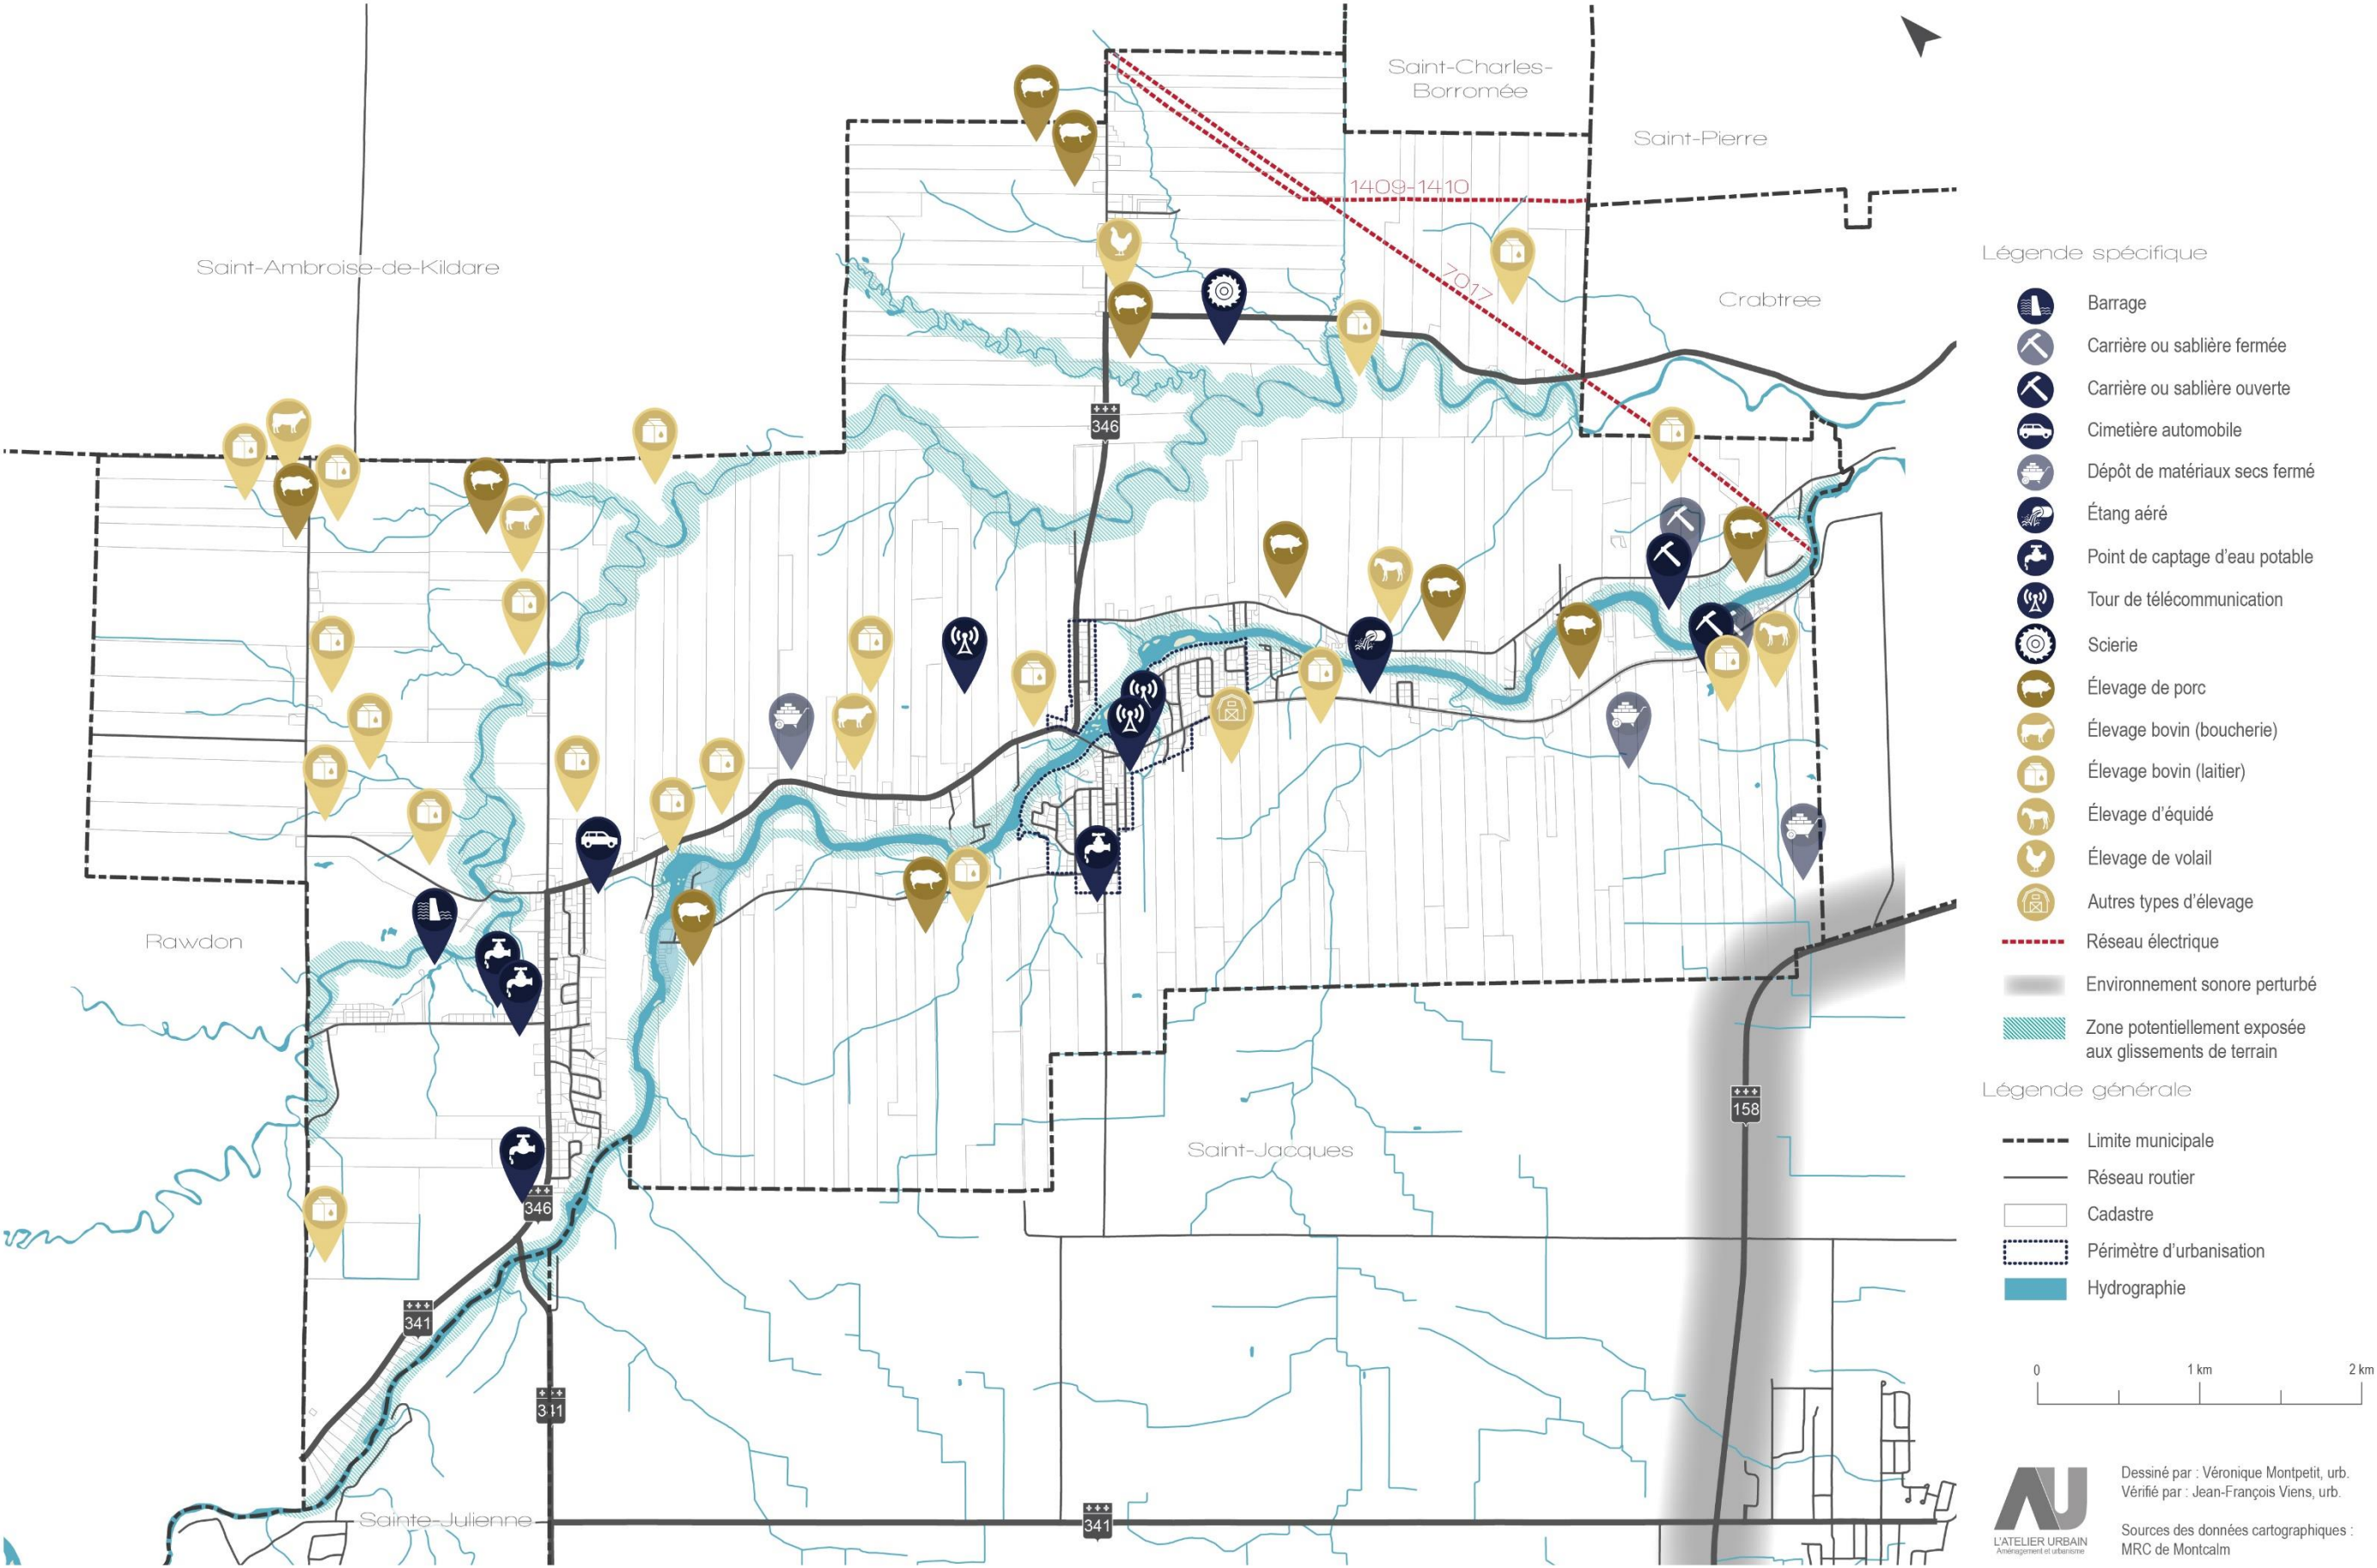 Saint-Charles-
Borromée
Saint-Pierre
1409-1410
Saint-Ambroise-de-Kildare
7017
Crabtree
346
Rawdon
Saint-Jacques
158
346
341
341
Sainte-Julienne
341
Légende spécifique
Barrage
Carrière ou sablière fermée
Carrière ou sablière ouverte
Cimetière automobile
Dépôt de matériaux secs fermé
Étang aéré
Point de captage d'eau potable
Tour de télécommunication
Scierie
Élevage de porc
Élevage bovin (boucherie)
Élevage bovin (laitier)
Élevage d'équidé
Élevage de volail
Autres types d'élevage
Réseau électrique
Environnement sonore perturbé
Zone potentiellement exposée
aux glissements de terrain
Légende générale
Limite municipale
Réseau routier
Cadastre
Périmètre d'urbanisation
Hydrographie
0 1 km 2 km
Dessiné par : Véronique Montpetit, urb.
Vérifié par : Jean-François Viens, urb.
Sources des données cartographiques :
MRC de Montcalm
AU
L'ATELIER URBAIN
Aménagement et urbanisme